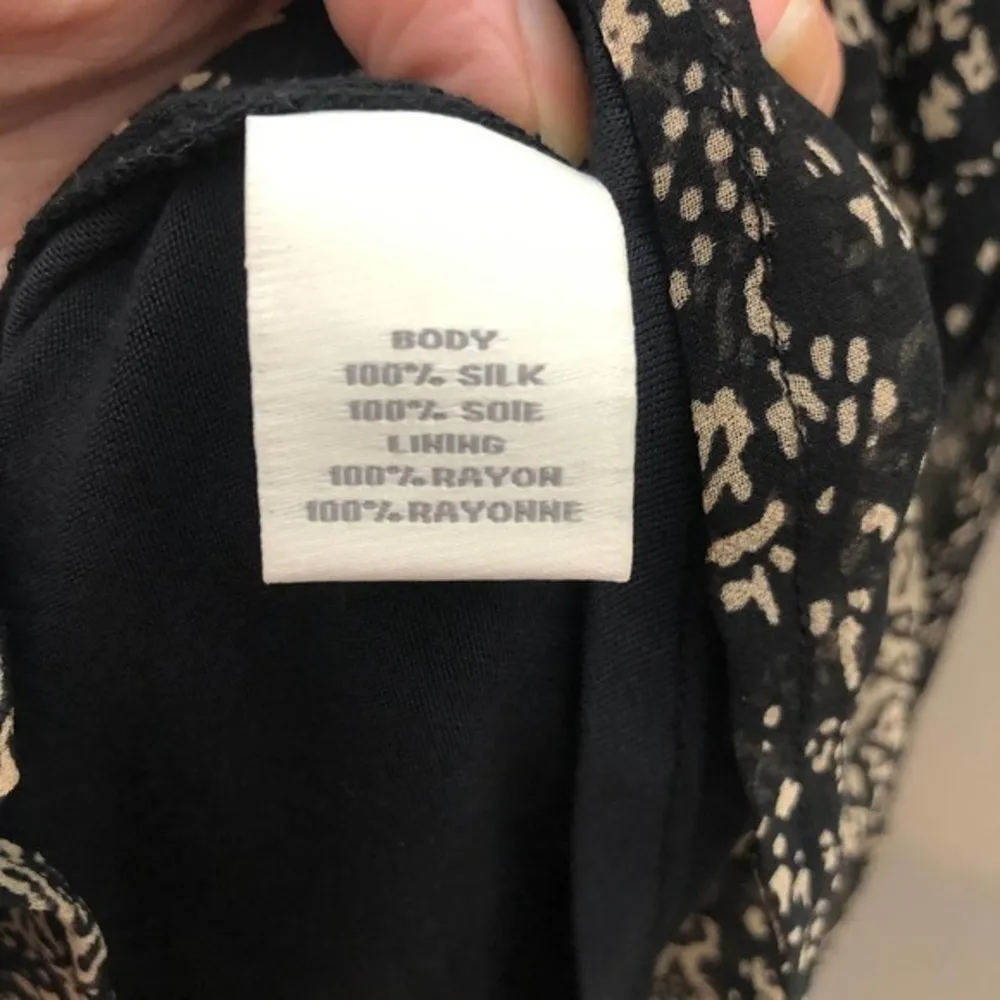 BODY
100% SILK
100% SOIE
LINING
100% RAYON
100% RAYONNE